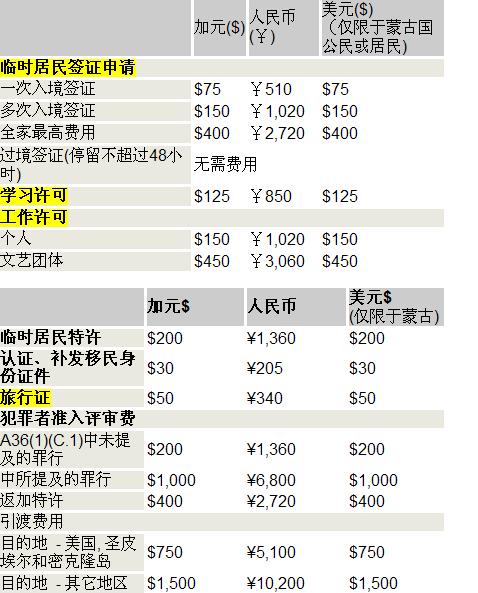 加元($) 人民币(￥) 美元($)(仅限于蒙古国公民或居民)
临时居民签证申请
一次入境签证 $75 ￥510 $75
多次入境签证 $150 ￥1,020 $150
全家最高费用 $400 ￥2,720 $400
过境签证(停留不超过48小时) 无需费用
学习许可 $125 ￥850 $125
工作许可
个人 $150 ￥1,020 $150
文艺团体 $450 ￥3,060 $450
加元$ 人民币 美元$(仅限于蒙古)
临时居民特许 $200 ¥1,360 $200
认证、补发移民身份证件 $30 ¥205 $30
旅行证 $50 ¥340 $50
犯罪者准入评审费
A36(1)(C.1)中未提及的罪行 $200 ¥1,360 $200
中所提及的罪行 $1,000 ¥6,800 $1,000
返加特许 $400 ¥2,720 $400
引渡费用
目的地 - 美国, 圣皮埃尔和密克隆岛 $750 ¥5,100 $750
目的地 - 其它地区 $1,500 ¥10,200 $1,500